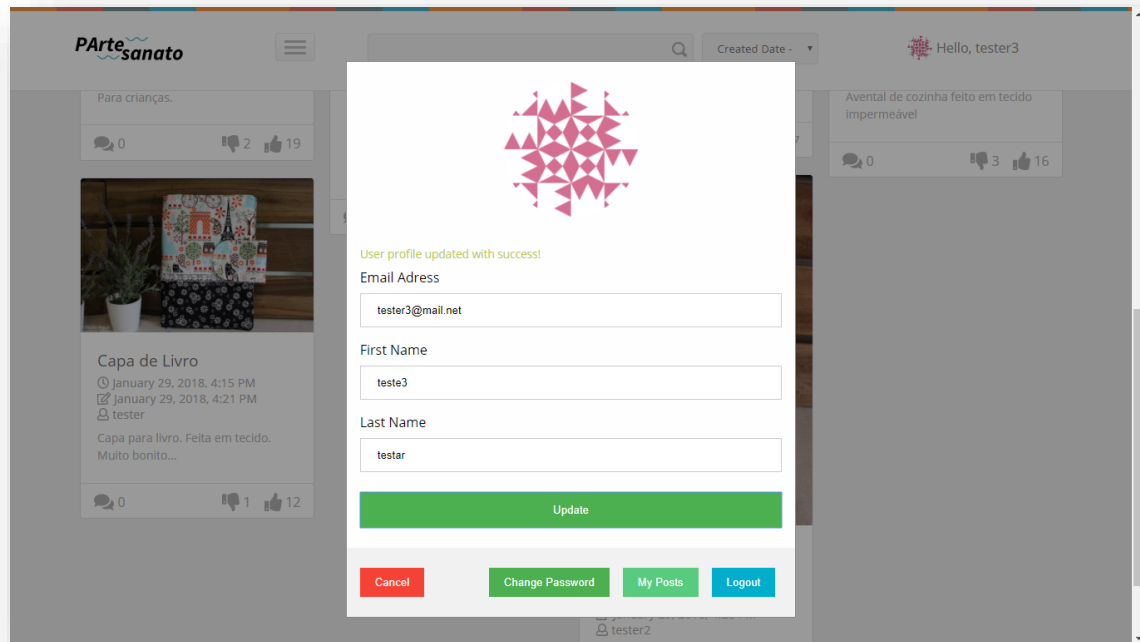 PArte
sanato
Created Date -
Hello, tester3
Para crianças.
0 2 19
Avental de cozinha feito em tecido
impermeável
0 3 16
Capa de Livro
January 29, 2018, 4:15 PM
January 29, 2018, 4:21 PM
tester
Capa para livro. Feita em tecido.
Muito bonito...
0 1 12
User profile updated with success!
Email Adress
tester3@mail.net
First Name
teste3
Last Name
testar
Update
Cancel
Change Password
My Posts
Logout
tester2